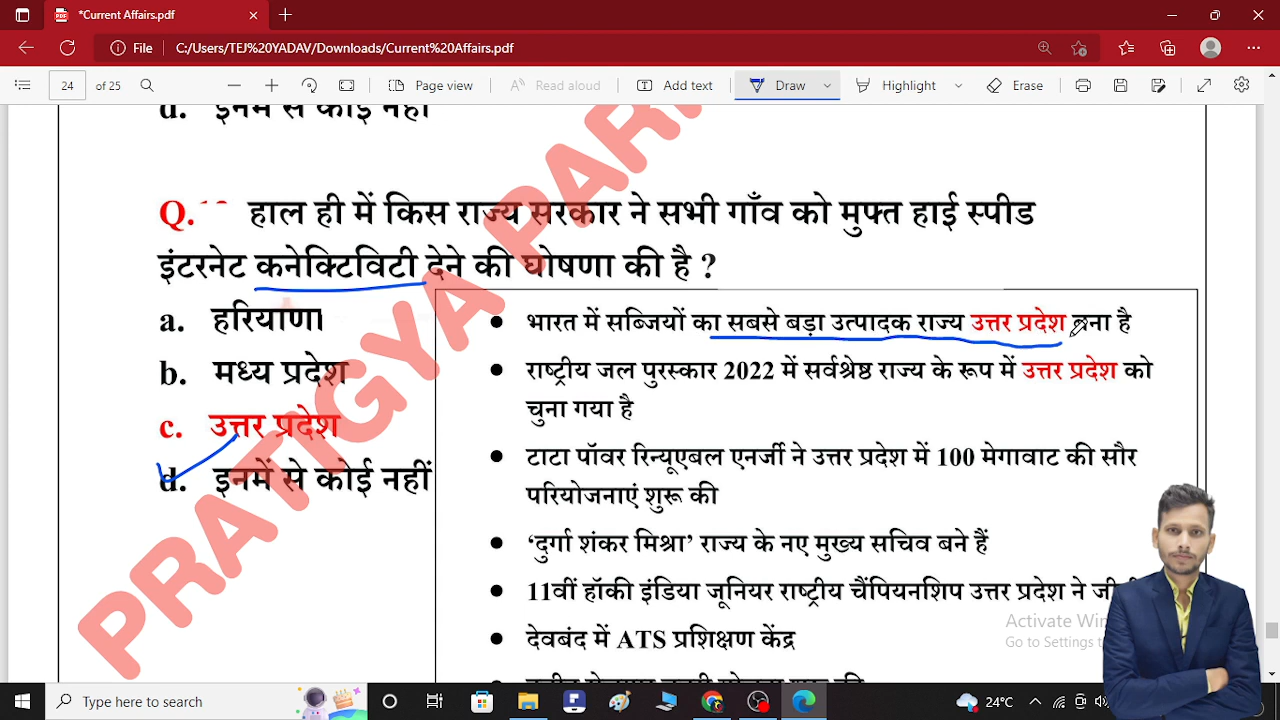 *Current Affairs.pdf
File C:/Users/TEJ%20YADAV/Downloads/Current%20Affairs.pdf
24 of 25 Page view Read aloud Add text Draw Highlight Erase
d. इनमें से कोई नहीं
Q. हाल ही में किस राज्य सरकार ने सभी गाँव को मुफ्त हाई स्पीड
इंटरनेट कनेक्टिविटी देने की घोषणा की है ?
a. हरियाणा
b. मध्य प्रदेश
c. उत्तर प्रदेश
d. इनमें से कोई नहीं
• भारत में सब्जियों का सबसे बड़ा उत्पादक राज्य उत्तर प्रदेश बना है
• राष्ट्रीय जल पुरस्कार 2022 में सर्वश्रेष्ठ राज्य के रूप में उत्तर प्रदेश को
चुना गया है
• टाटा पॉवर रिन्यूएबल एनर्जी ने उत्तर प्रदेश में 100 मेगावाट की सौर
परियोजनाएं शुरू की
• ‘दुर्गा शंकर मिश्रा’ राज्य के नए मुख्य सचिव बने हैं
• 11वीं हॉकी इंडिया जूनियर राष्ट्रीय चैंपियनशिप उत्तर प्रदेश ने
• देवबंद में ATS प्रशिक्षण केंद्र
PRATIGYA
Activate
Go to Settings
Type here to search
24°C